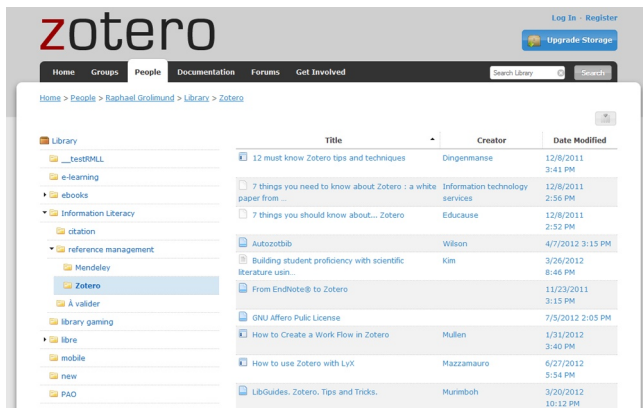 zotero
Log In · Register
Upgrade Storage
Home Groups People Documentation Forums Get Involved
Search Library Search
Home > People > Raphael Grolimund > Library > Zotero
Library
__testRMLL
e-learning
ebooks
Information Literacy
citation
reference management
Mendeley
Zotero
À valider
library gaming
libre
mobile
new
PAO
Title Creator Date Modified
12 must know Zotero tips and techniques Dingenmanse 12/8/2011
3:41 PM
7 things you need to know about Zotero : a white Information technology 12/8/2011
paper from ... services 2:56 PM
7 things you should know about... Zotero Educause 12/8/2011
2:52 PM
Autozotbib Wilson 4/7/2012 3:15 PM
Building student proficiency with scientific Kim 3/26/2012
literature usin... 8:46 PM
From EndNote® to Zotero 11/23/2011
3:15 PM
GNU Affero Pulic License 7/5/2012 2:05 PM
How to Create a Work Flow in Zotero Mullen 1/31/2012
3:40 PM
How to use Zotero with LyX Mazzamauro 6/27/2012
5:54 PM
LibGuides. Zotero. Tips and Tricks. Murimboh 3/20/2012
10:12 PM